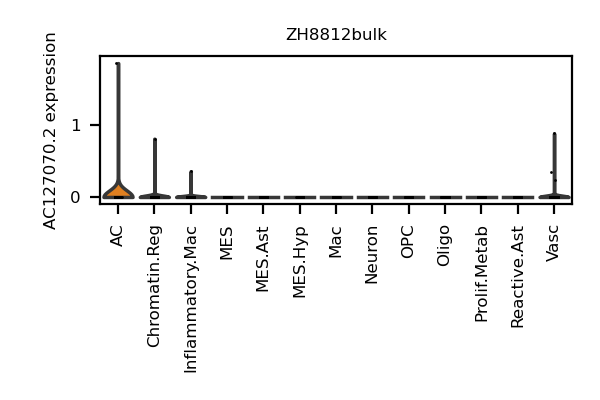 ZH8812bulk
AC127070.2 expression
1
0
AC
Chromatin.Reg
Inflammatory.Mac
MES
MES.Ast
MES.Hyp
Mac
Neuron
OPC
Oligo
Prolif.Metab
Reactive.Ast
Vasc